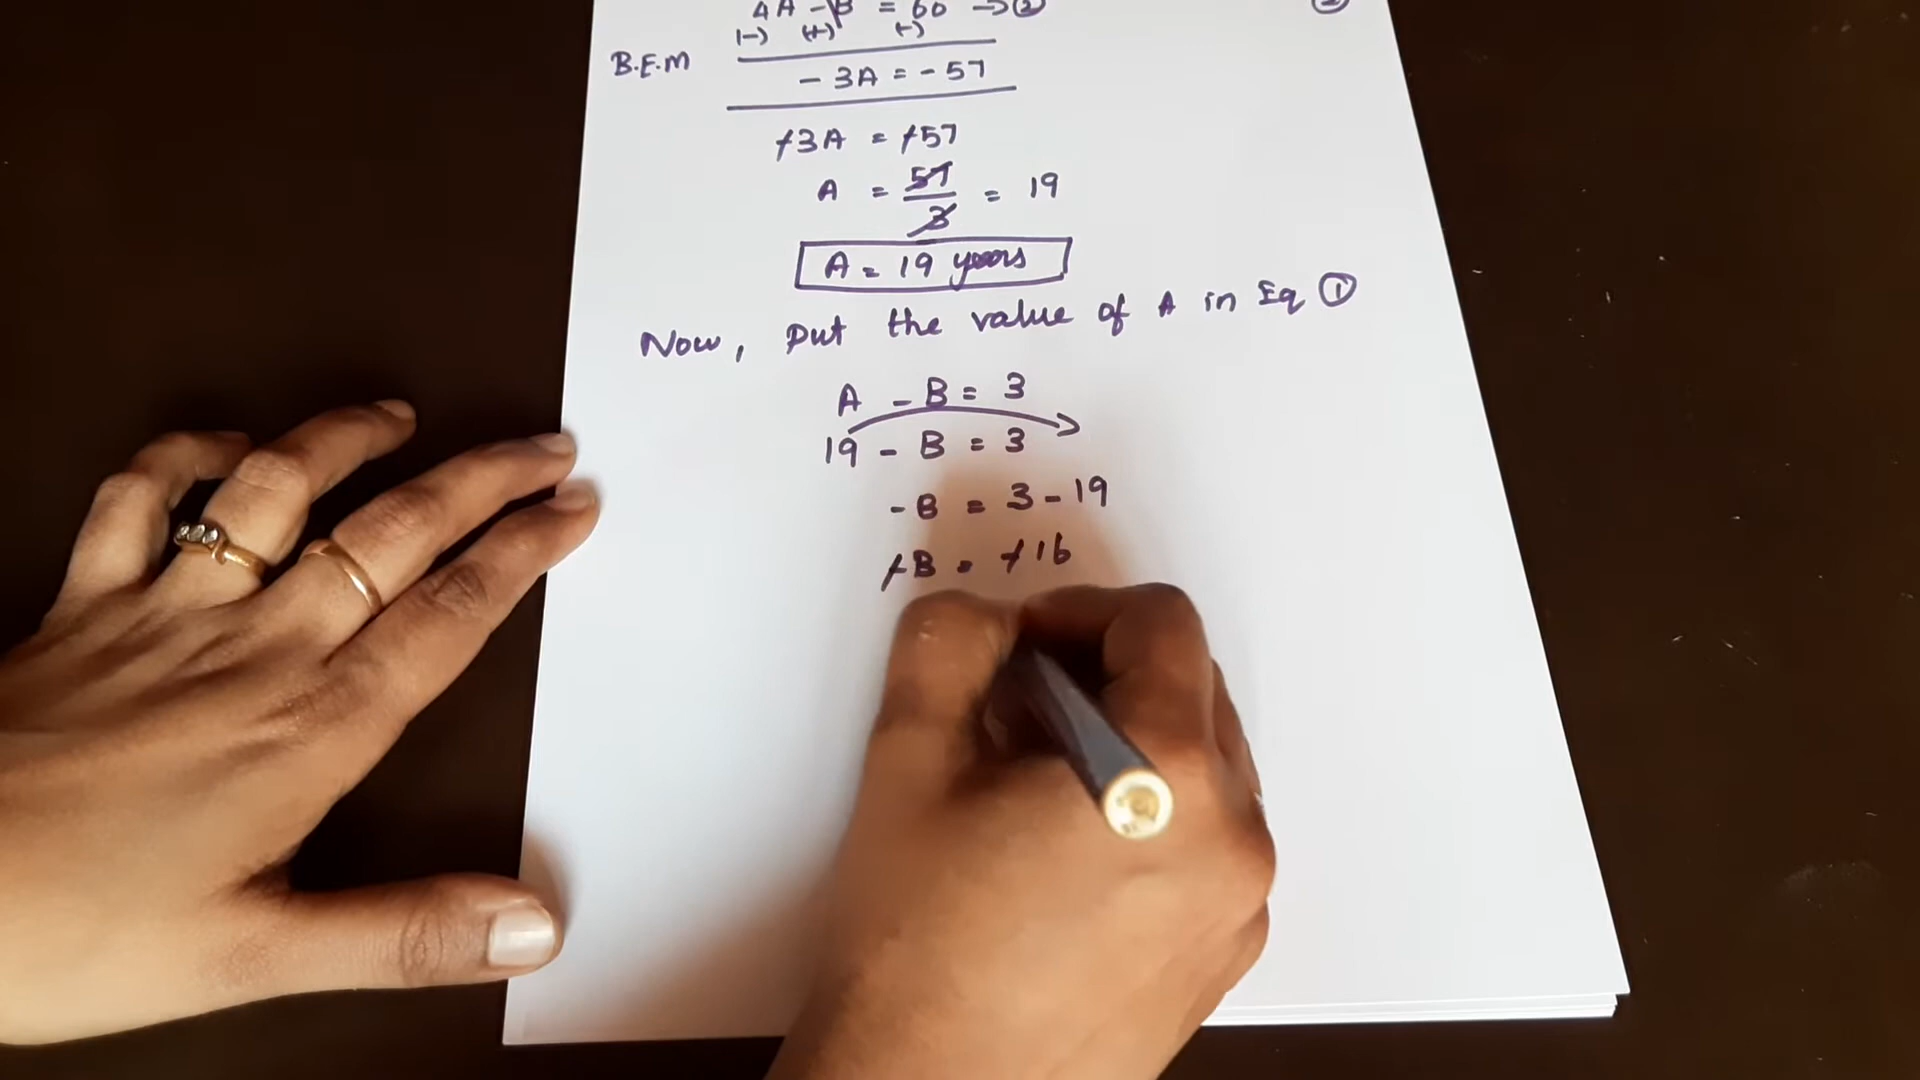 4A - B = 60 → ②
(-) (+) (-)
B.E.M
- 3A = - 57
-3A = -57
A = 57/3 = 19
A = 19 years
Now, put the value of A in Eq ①
A - B = 3
19 - B = 3
-B = 3 - 19
-B = -16